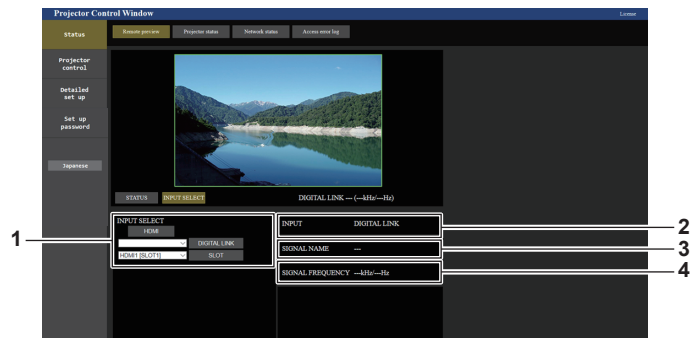 Projector Control Window
License
Status
Remote preview
Projector status
Network status
Access error log
Projector
control
Detailed
set up
Set up
password
Japanese
STATUS
INPUT SELECT
DIGITAL LINK --- (---kHz/---Hz)
INPUT SELECT
HDMI
DIGITAL LINK
HDMI1 [SLOT1]
SLOT
INPUT
DIGITAL LINK
SIGNAL NAME
---
SIGNAL FREQUENCY
---kHz/---Hz
1
2
3
4